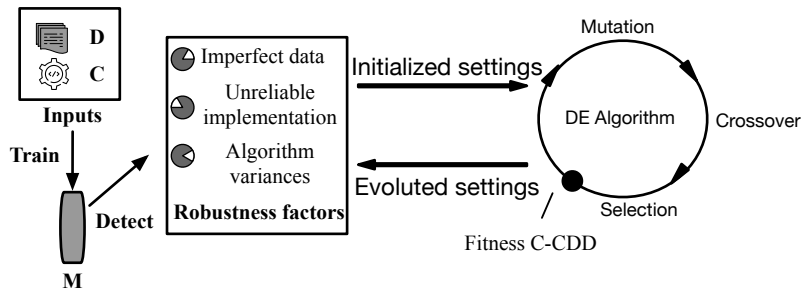 D
C
Inputs
Train
M
Detect
Imperfect data
Unreliable
implementation
Algorithm
variances
Robustness factors
Initialized settings
Evoluted settings
Mutation
DE Algorithm
Crossover
Selection
Fitness C-CDD